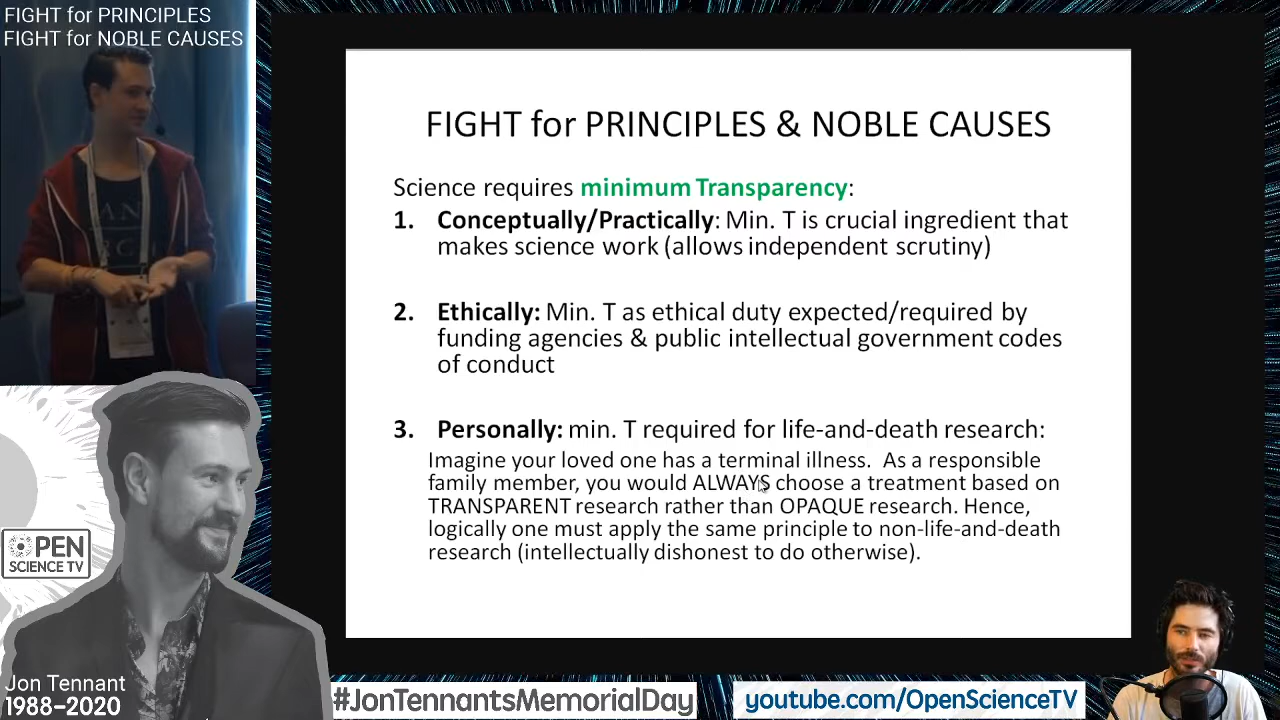 FIGHT for PRINCIPLES
FIGHT for NOBLE CAUSES
FIGHT for PRINCIPLES & NOBLE CAUSES
Science requires minimum Transparency:
1. Conceptually/Practically: Min. T is crucial ingredient that
makes science work (allows independent scrutiny)
2. Ethically: Min. T as ethical duty expected/required by
funding agencies & public intellectual government codes
of conduct
3. Personally: min. T required for life-and-death research:
Imagine your loved one has a terminal illness. As a responsible
family member, you would ALWAYS choose a treatment based on
TRANSPARENT research rather than OPAQUE research. Hence,
logically one must apply the same principle to non-life-and-death
research (intellectually dishonest to do otherwise).
OPEN
SCIENCE TV
Jon Tennant
1988–2020
#JonTennantsMemorialDay
youtube.com/OpenScienceTV